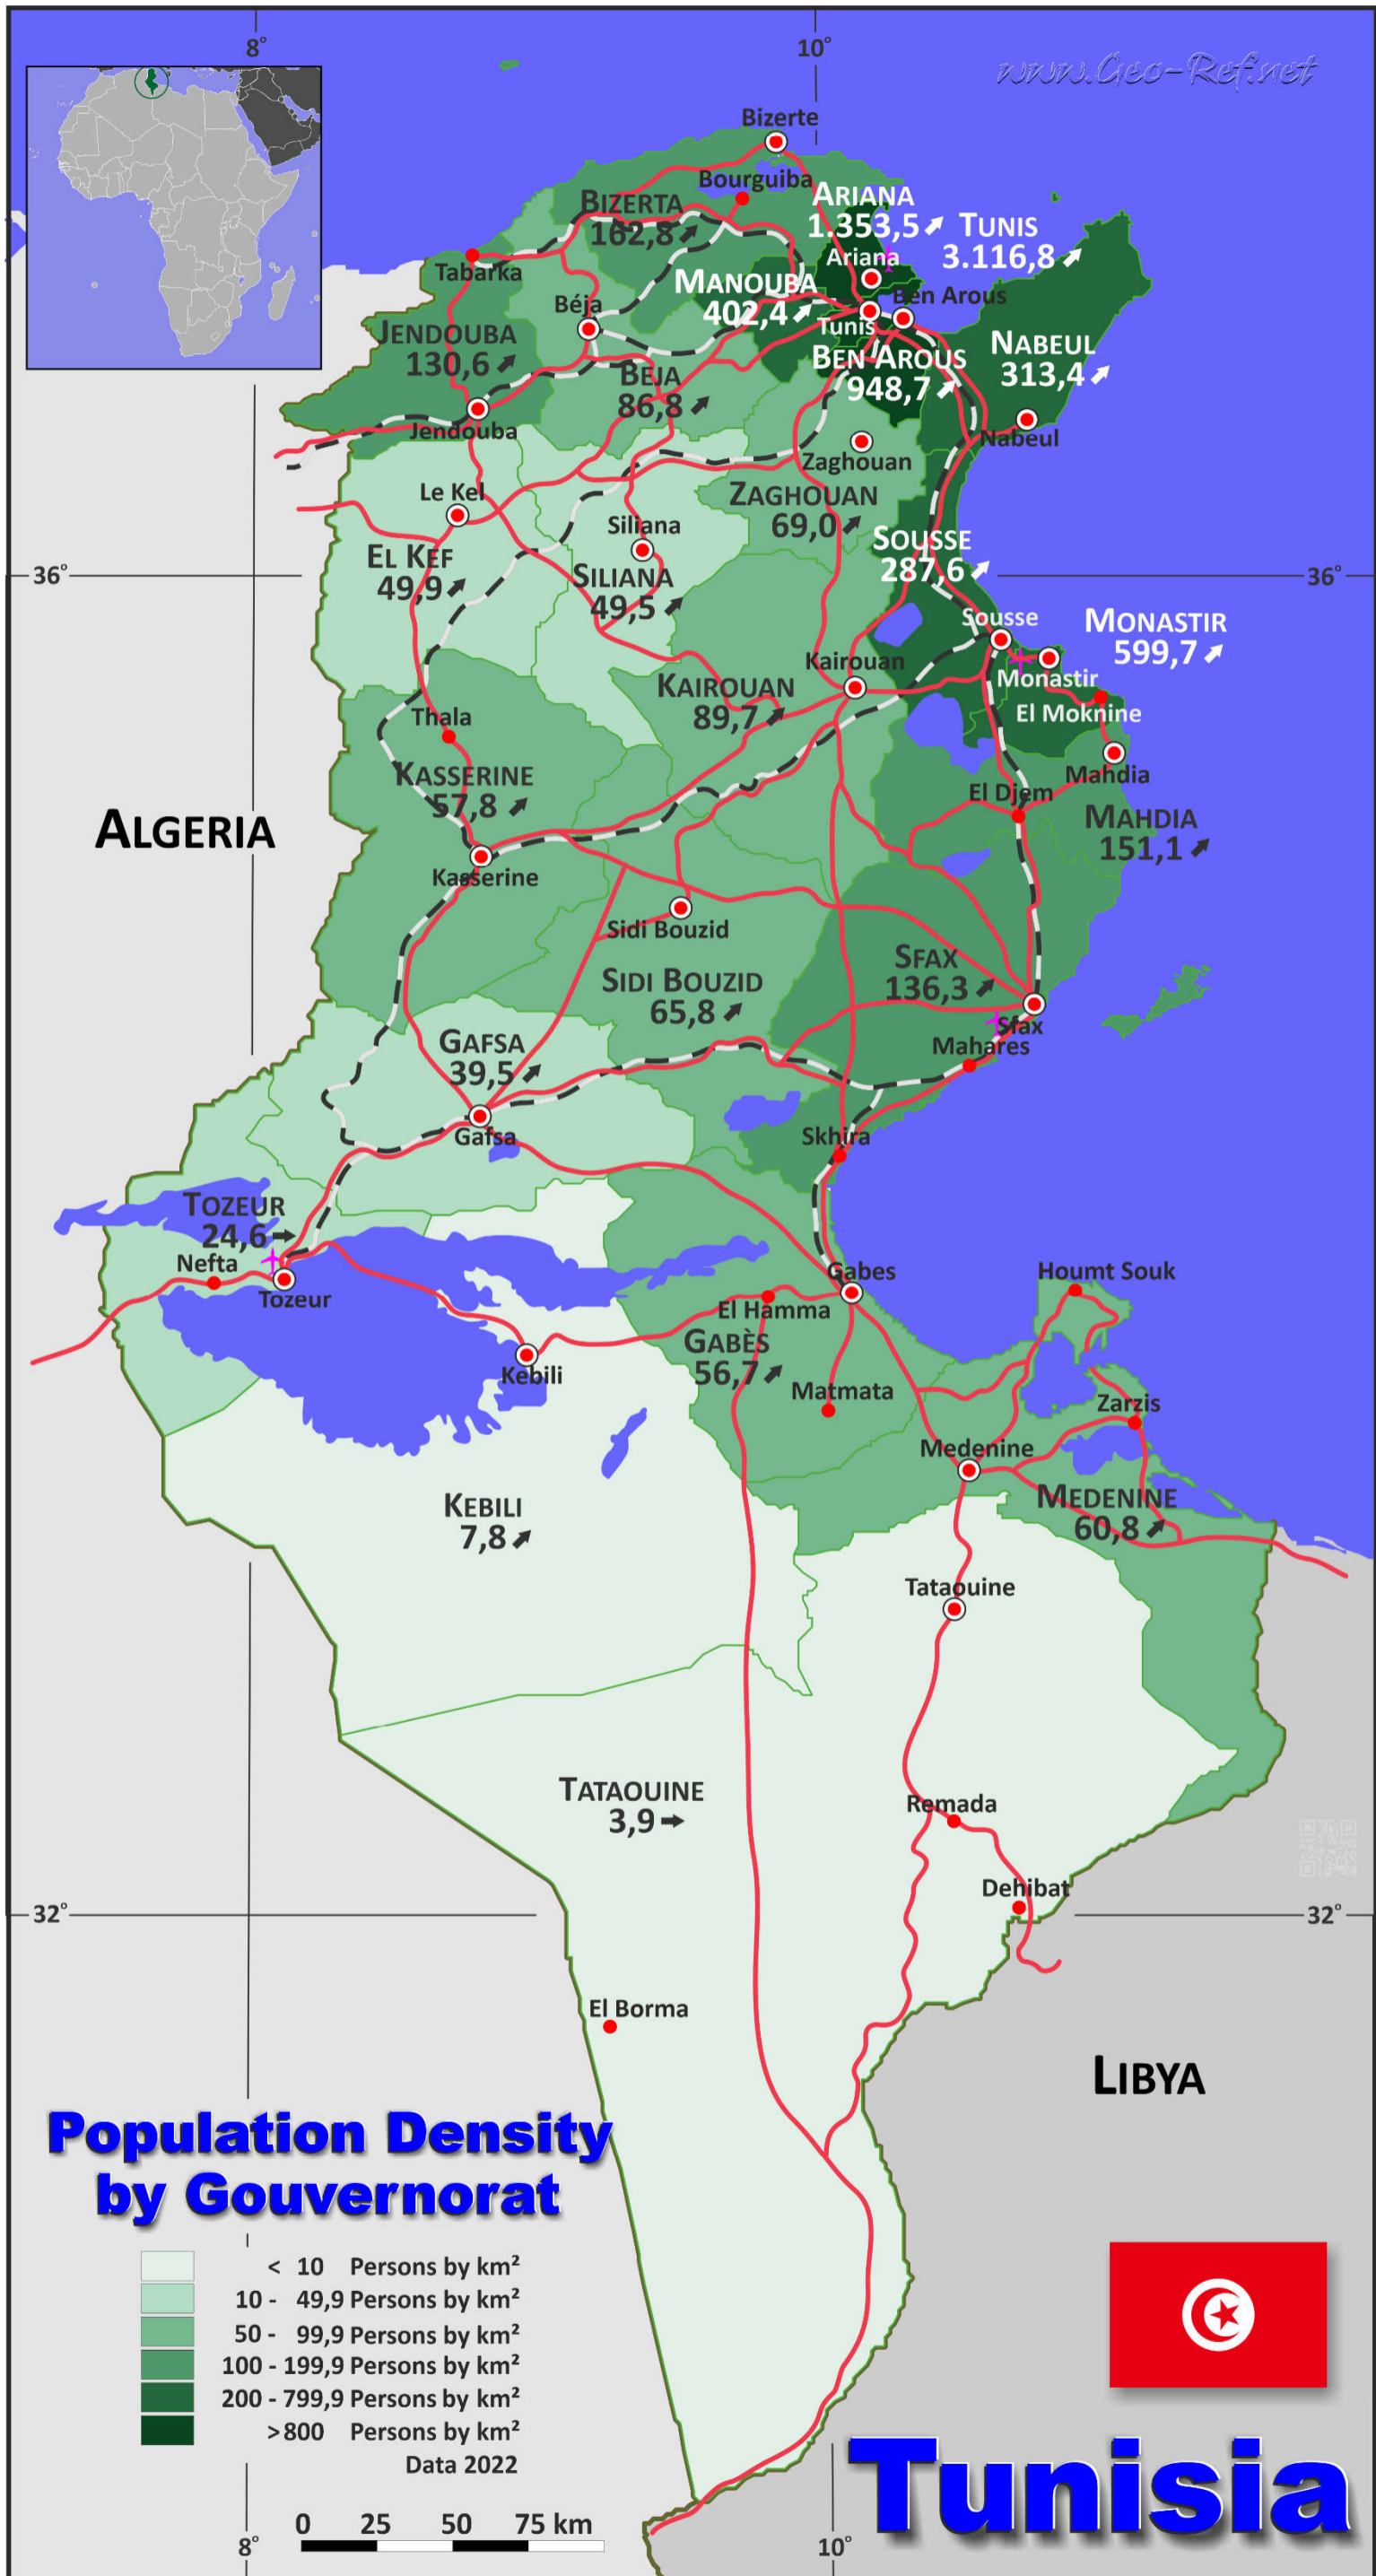 8°
10°
www.Geo-Ref.net
Bizerte
Bourguiba
BIZERTA
162,8
ARIANA
1.353,5
TUNIS
3.116,8
Ariana
Tabarka
MANOUBA
402,4
Ben Arous
Béja
Tunis
JENDOUBA
130,6
NABEUL
313,4
BEN AROUS
948,7
BEJA
86,8
Jendouba
Nabeul
Zaghouan
Le Kel
ZAGHOUAN
69,0
Siliana
SOUSSE
287,6
EL KEF
49,9
36°
36°
SILIANA
49,5
Sousse
MONASTIR
599,7
Kairouan
Monastir
KAIROUAN
89,7
Thala
El Moknine
KASSERINE
57,8
Mahdia
El Djem
ALGERIA
MAHDIA
151,1
Kasserine
Sidi Bouzid
SFAX
136,3
SIDI BOUZID
65,8
Sfax
GAFSA
39,5
Mahares
Gafsa
Skhira
TOZEUR
24,6
Nefta
Tozeur
Gabes
Houmt Souk
El Hamma
GABÈS
56,7
Kebili
Matmata
Zarzis
Medenine
KEBILI
7,8
MEDENINE
60,8
Tataouine
TATAOUINE
3,9
Remada
Dehibat
32°
32°
El Borma
LIBYA
Population Density
by Gouvernorat
< 10 Persons by km²
10 - 49,9 Persons by km²
50 - 99,9 Persons by km²
100 - 199,9 Persons by km²
200 - 799,9 Persons by km²
>800 Persons by km²
Data 2022
Tunisia
0 25 50 75 km
8°
10°